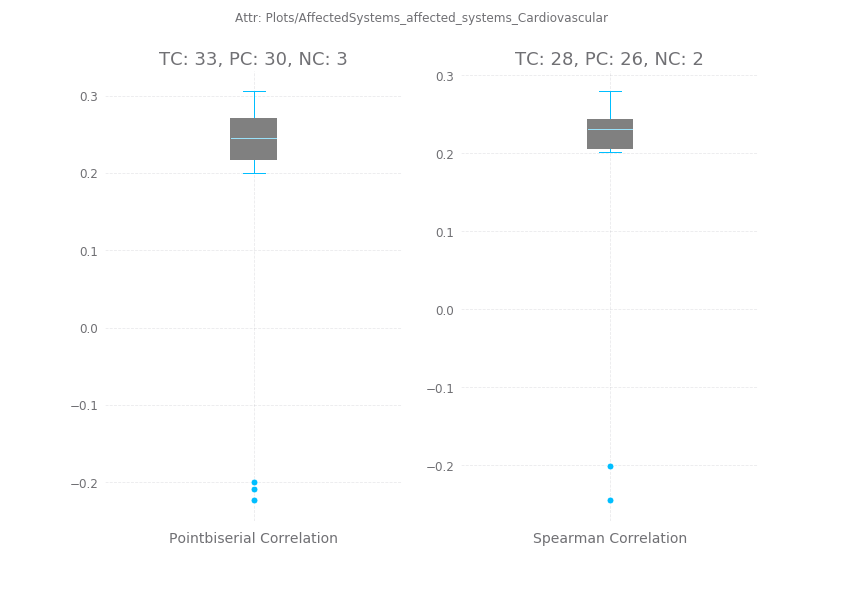 Attr: Plots/AffectedSystems_affected_systems_Cardiovascular
TC: 33, PC: 30, NC: 3
0.3
0.2
0.1
0.0
−0.1
−0.2
Pointbiserial Correlation
TC: 28, PC: 26, NC: 2
0.3
0.2
0.1
0.0
−0.1
−0.2
Spearman Correlation